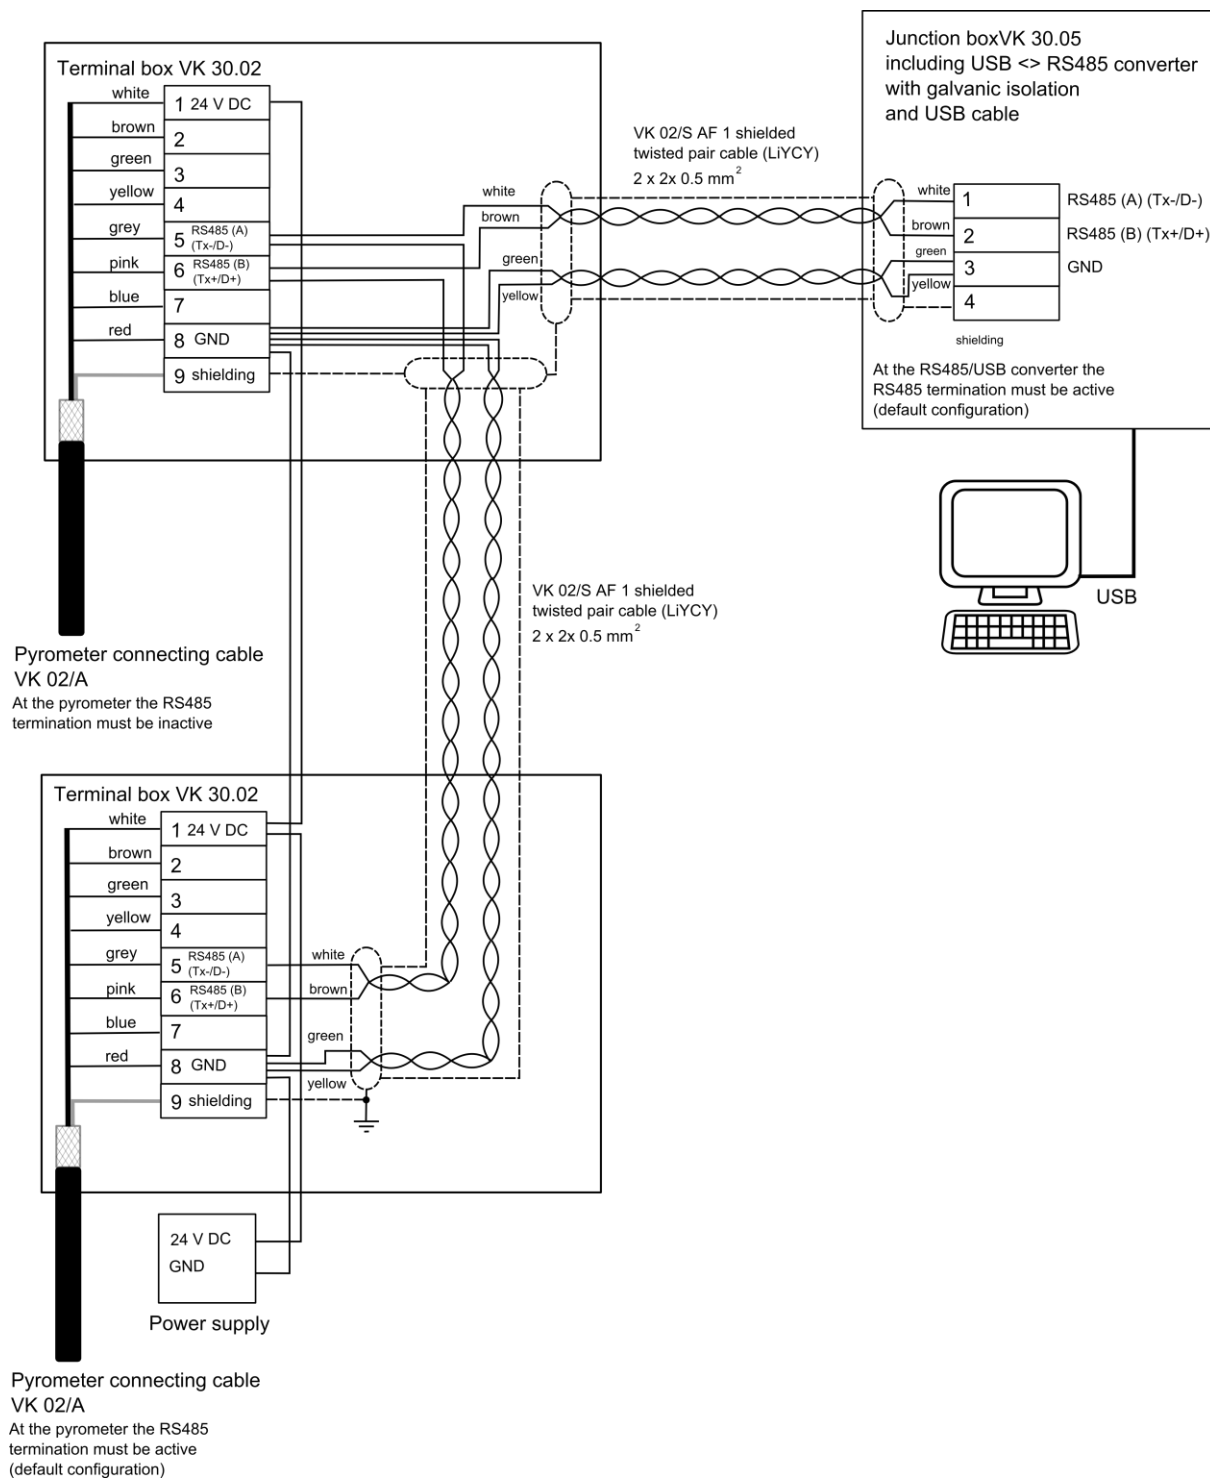 Terminal box VK 30.02
white
1 24 V DC
brown
2
green
3
yellow
4
grey
5 RS485 (A)
(Tx-/D-)
pink
6 RS485 (B)
(Tx+/D+)
blue
7
red
8 GND
9 shielding
white
brown
green
yellow
VK 02/S AF 1 shielded
twisted pair cable (LiYCY)
2 x 2x 0.5 mm²
Junction boxVK 30.05
including USB <> RS485 converter
with galvanic isolation
and USB cable
white
1
RS485 (A) (Tx-/D-)
brown
2
RS485 (B) (Tx+/D+)
green
3
GND
yellow
4
shielding
At the RS485/USB converter the
RS485 termination must be active
(default configuration)
USB
VK 02/S AF 1 shielded
twisted pair cable (LiYCY)
2 x 2x 0.5 mm²
Pyrometer connecting cable
VK 02/A
At the pyrometer the RS485
termination must be inactive
Terminal box VK 30.02
white
1 24 V DC
brown
2
green
3
yellow
4
grey
5 RS485 (A)
(Tx-/D-)
pink
6 RS485 (B)
(Tx+/D+)
blue
7
red
8 GND
9 shielding
white
brown
green
yellow
24 V DC
GND
Power supply
Pyrometer connecting cable
VK 02/A
At the pyrometer the RS485
termination must be active
(default configuration)